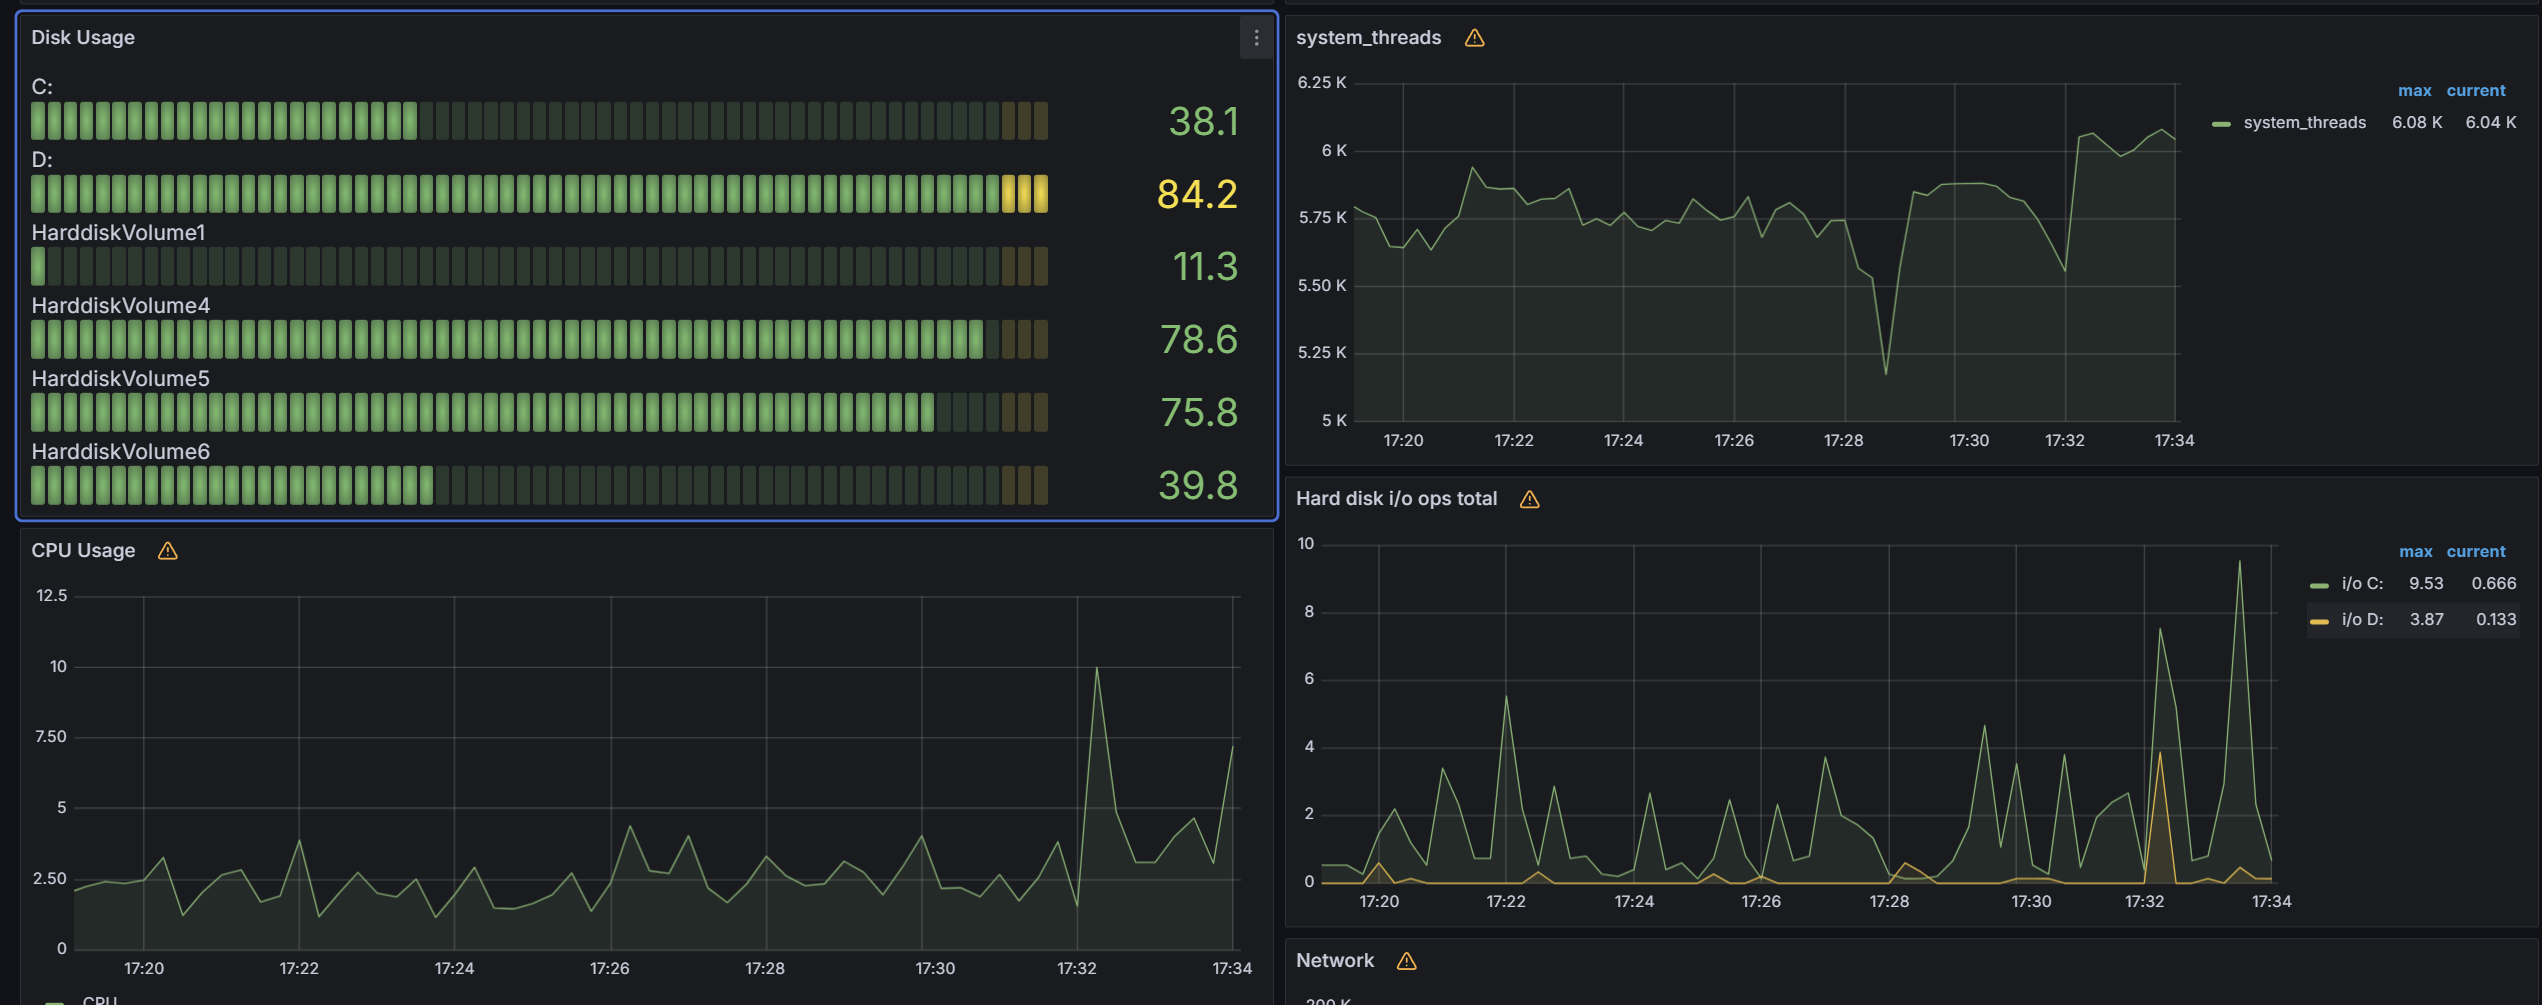 Disk Usage
C:
38.1
D:
84.2
HarddiskVolume1
11.3
HarddiskVolume4
78.6
HarddiskVolume5
75.8
HarddiskVolume6
39.8
system_threads
6.25 K
6 K
5.75 K
5.50 K
5.25 K
5 K
17:20 17:22 17:24 17:26 17:28 17:30 17:32 17:34
max current
system_threads 6.08 K 6.04 K
CPU Usage
12.5
10
7.50
5
2.50
0
17:20 17:22 17:24 17:26 17:28 17:30 17:32 17:34
CPU
Hard disk i/o ops total
10
8
6
4
2
0
17:20 17:22 17:24 17:26 17:28 17:30 17:32 17:34
max current
i/o C: 9.53 0.666
i/o D: 3.87 0.133
Network
200 K